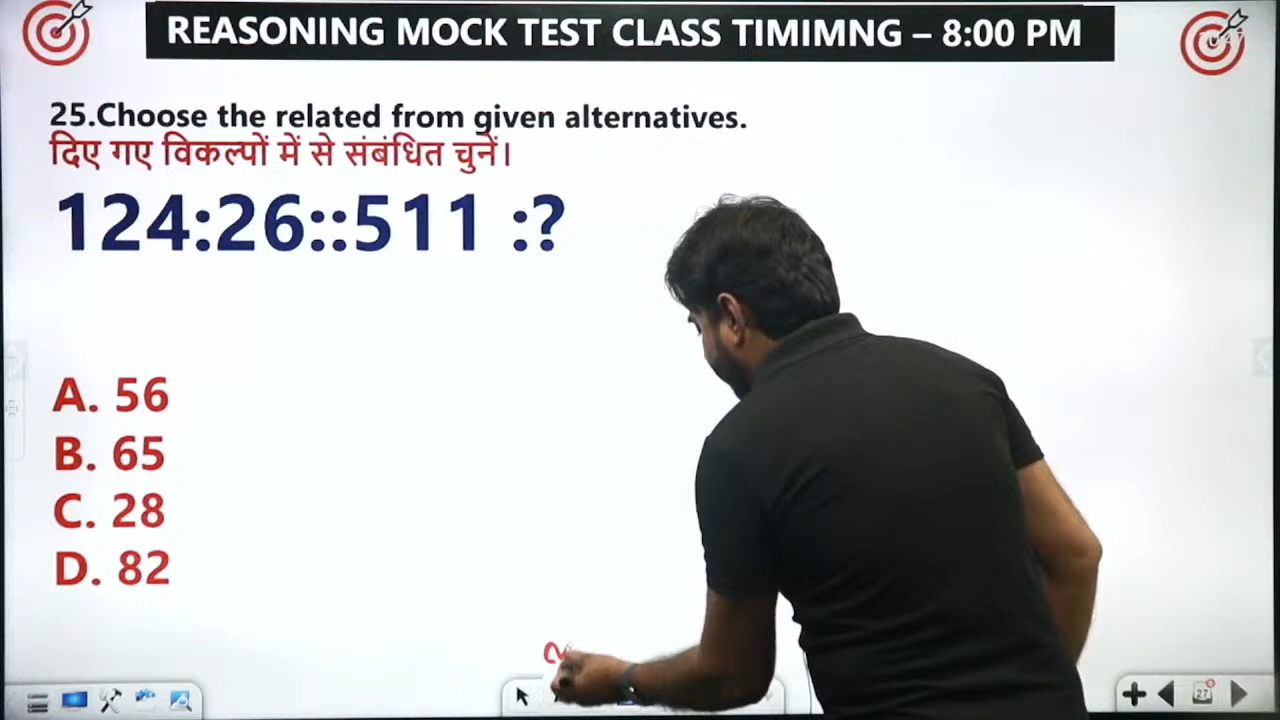 REASONING MOCK TEST CLASS TIMIMNG – 8:00 PM
25.Choose the related from given alternatives.
दिए गए विकल्पों में से संबंधित चुनें।
124:26::511 :?
A. 56
B. 65
C. 28
D. 82
27